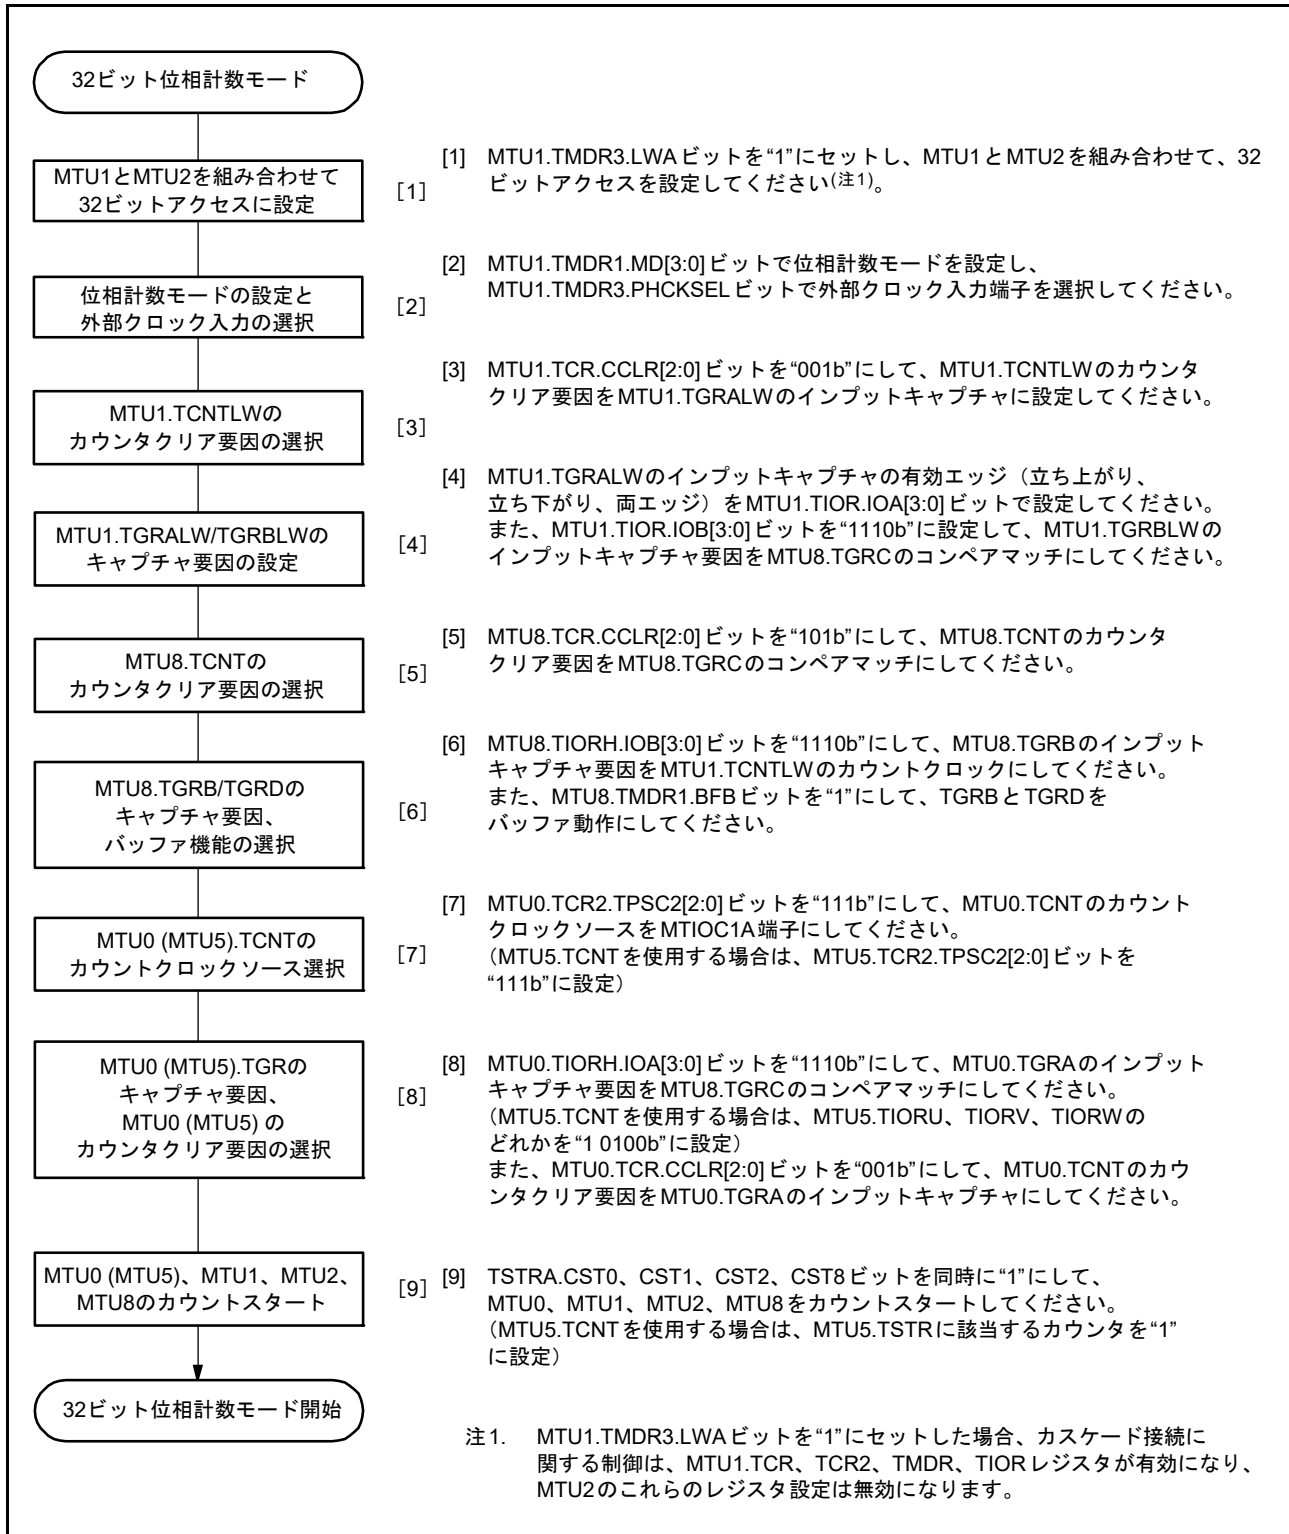 32ビット位相計数モード
MTU1とMTU2を組み合わせて
32ビットアクセスに設定
[1]
[1] MTU1.TMDR3.LWAビットを“1”にセットし、MTU1とMTU2を組み合わせて、32
ビットアクセスを設定してください(注1)。
位相計数モードの設定と
外部クロック入力の選択
[2]
[2] MTU1.TMDR1.MD[3:0]ビットで位相計数モードを設定し、
MTU1.TMDR3.PHCKSELビットで外部クロック入力端子を選択してください。
MTU1.TCNTLWの
カウンタクリア要因の選択
[3]
[3] MTU1.TCR.CCLR[2:0]ビットを“001b”にして、MTU1.TCNTLWのカウンタ
クリア要因をMTU1.TGRALWのインプットキャプチャに設定してください。
MTU1.TGRALW/TGRBLWの
キャプチャ要因の設定
[4]
[4] MTU1.TGRALWのインプットキャプチャの有効エッジ（立ち上がり、
立ち下がり、両エッジ）をMTU1.TIOR.IOA[3:0]ビットで設定してください。
また、MTU1.TIOR.IOB[3:0]ビットを“1110b”に設定して、MTU1.TGRBLWの
インプットキャプチャ要因をMTU8.TGRCのコンペアマッチにしてください。
MTU8.TCNTの
カウンタクリア要因の選択
[5]
[5] MTU8.TCR.CCLR[2:0]ビットを“101b”にして、MTU8.TCNTのカウンタ
クリア要因をMTU8.TGRCのコンペアマッチにしてください。
MTU8.TGRB/TGRDの
キャプチャ要因、
バッファ機能の選択
[6]
[6] MTU8.TIORH.IOB[3:0]ビットを“1110b”にして、MTU8.TGRBのインプット
キャプチャ要因をMTU1.TCNTLWのカウントクロックにしてください。
また、MTU8.TMDR1.BFBビットを“1”にして、TGRBとTGRDを
バッファ動作にしてください。
MTU0 (MTU5).TCNTの
カウントクロックソース選択
[7]
[7] MTU0.TCR2.TPSC2[2:0]ビットを“111b”にして、MTU0.TCNTのカウント
クロックソースをMTIOC1A端子にしてください。
（MTU5.TCNTを使用する場合は、MTU5.TCR2.TPSC2[2:0]ビットを
“111b”に設定）
MTU0 (MTU5).TGRの
キャプチャ要因、
MTU0 (MTU5) の
カウンタクリア要因の選択
[8]
[8] MTU0.TIORH.IOA[3:0]ビットを“1110b”にして、MTU0.TGRAのインプット
キャプチャ要因をMTU8.TGRCのコンペアマッチにしてください。
（MTU5.TCNTを使用する場合は、MTU5.TIORU、TIORV、TIORWの
どれかを“1 0100b”に設定）
また、MTU0.TCR.CCLR[2:0]ビットを“001b”にして、MTU0.TCNTのカウ
ンタクリア要因をMTU0.TGRAのインプットキャプチャにしてください。
MTU0 (MTU5)、MTU1、MTU2、
MTU8のカウントスタート
[9]
[9] TSTRA.CST0、CST1、CST2、CST8ビットを同時に“1”にして、
MTU0、MTU1、MTU2、MTU8をカウントスタートしてください。
（MTU5.TCNTを使用する場合は、MTU5.TSTRに該当するカウンタを“1”
に設定）
32ビット位相計数モード開始
注1. MTU1.TMDR3.LWAビットを“1”にセットした場合、カスケード接続に
関する制御は、MTU1.TCR、TCR2、TMDR、TIORレジスタが有効になり、
MTU2のこれらのレジスタ設定は無効になります。